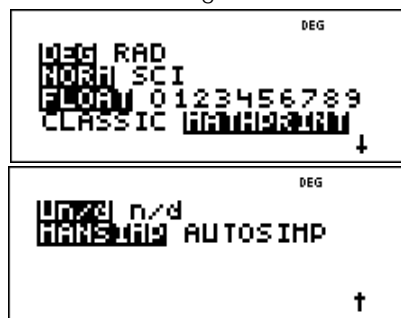 DEG
DEG RAD
NORM SCI
FLOAT 0123456789
CLASSIC MATHPRINT
↓
DEG
Un/d n/d
MANSIMP AUTOSIMP
↑